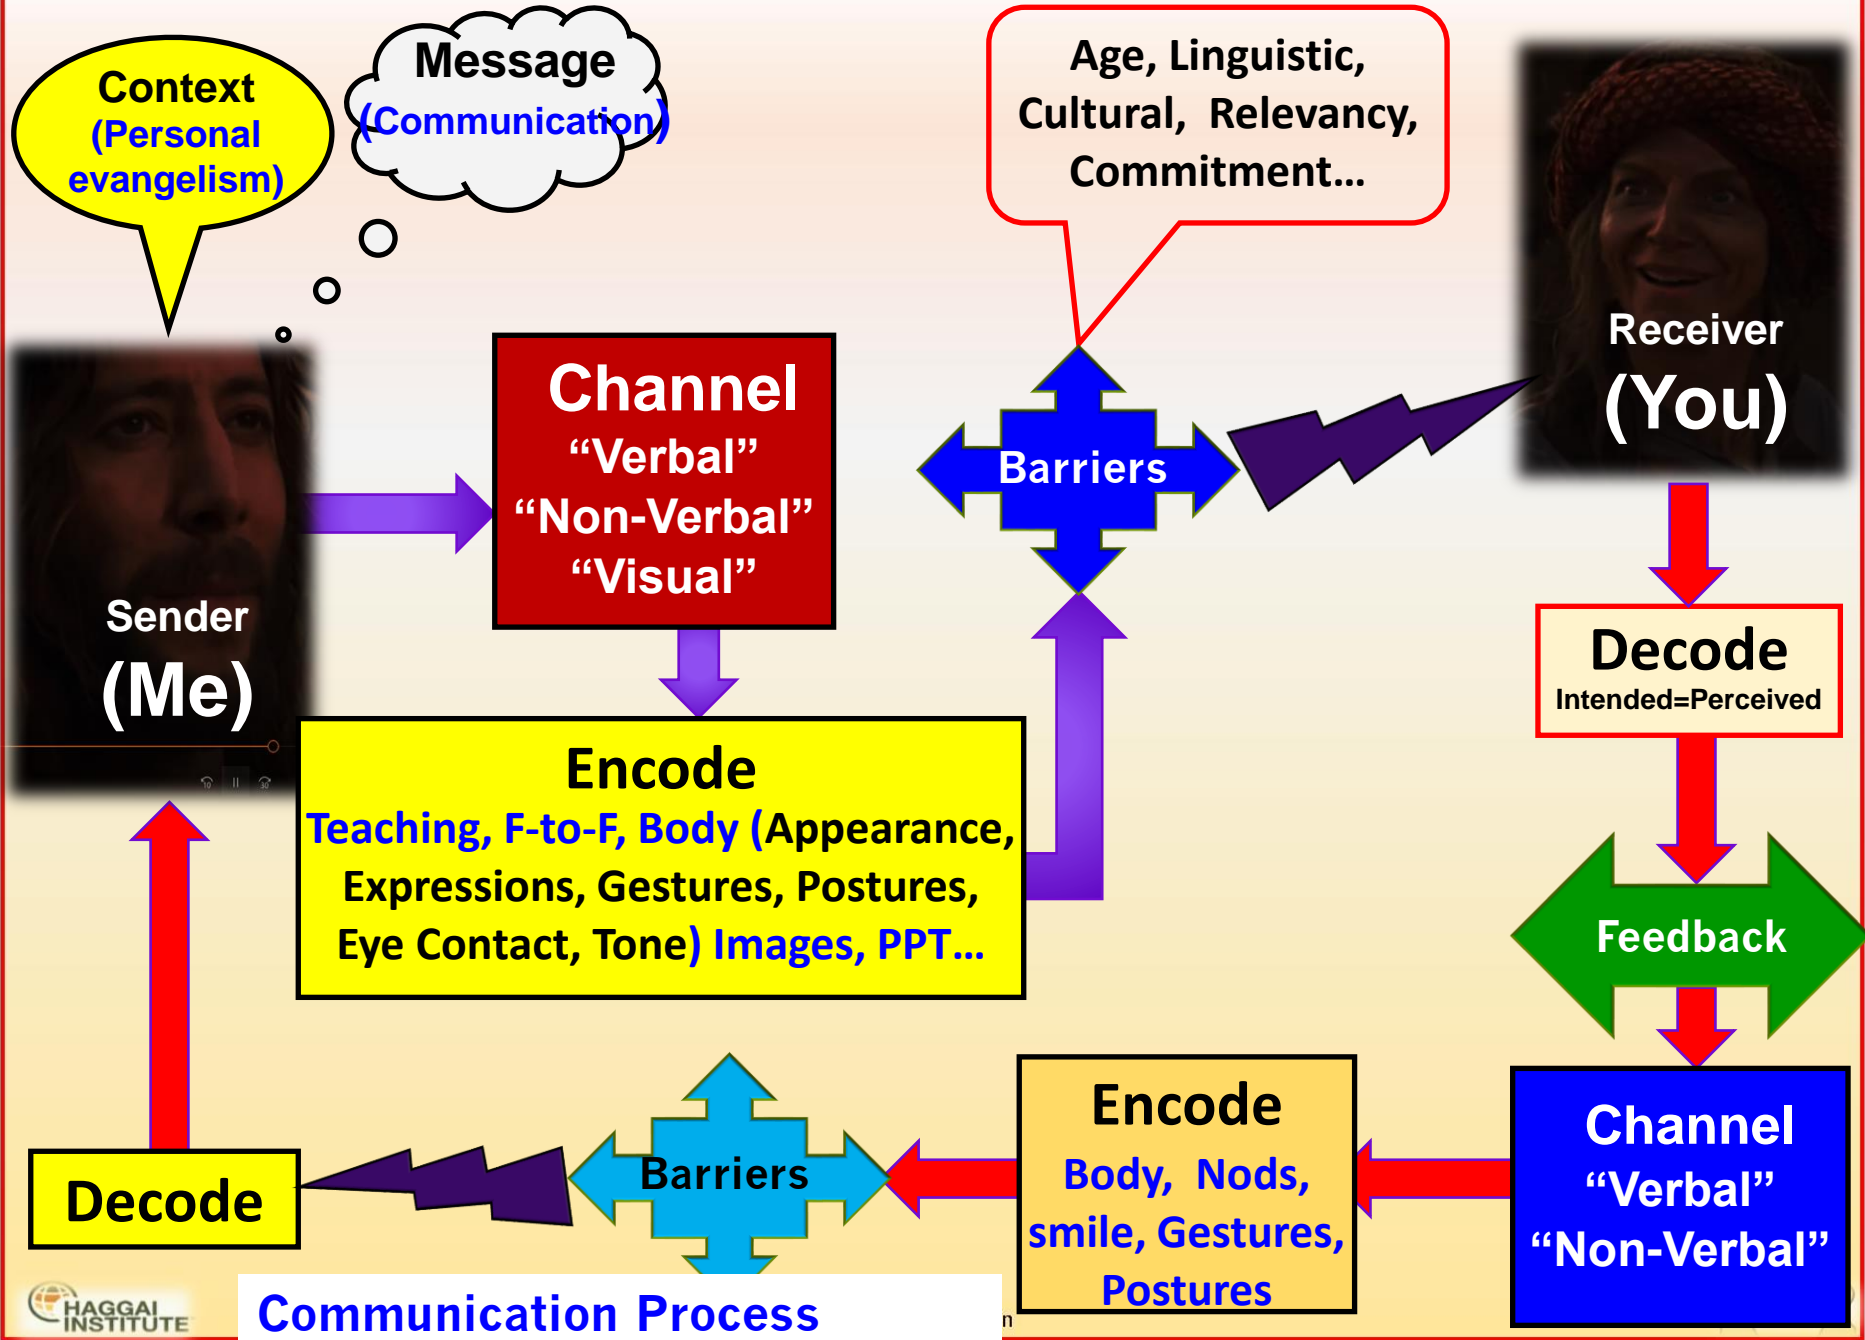 Context
(Personal
evangelism)
Message
(Communication)
Age, Linguistic,
Cultural, Relevancy,
Commitment...
Receiver
(You)
Channel
“Verbal”
“Non-Verbal”
“Visual”
Barriers
Sender
(Me)
10
30
Decode
Intended=Perceived
Encode
Teaching, F-to-F, Body (Appearance,
Expressions, Gestures, Postures,
Eye Contact, Tone) Images, PPT...
Feedback
Channel
“Verbal”
“Non-Verbal”
Encode
Body, Nods,
smile, Gestures,
Postures
Barriers
Decode
HAGGAI
INSTITUTE
Communication Process
n